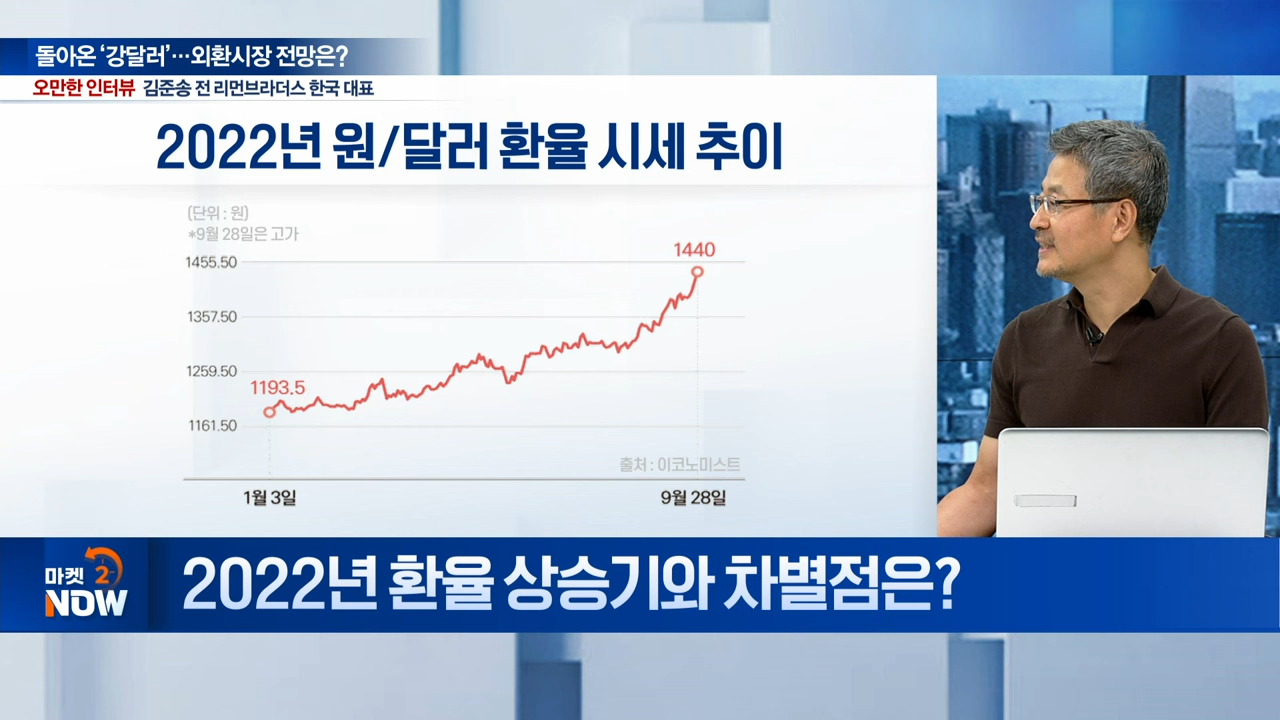 돌아온 ‘강달러’…외환시장 전망은?
오만한 인터뷰 김준송 전 리먼브라더스 한국 대표
2022년 원/달러 환율 시세 추이
(단위 : 원)
*9월 28일은 고가
1440
1455.50
1357.50
1259.50
1193.5
1161.50
출처 : 이코노미스트
1월 3일
9월 28일
마켓 2
NOW
2022년 환율 상승기와 차별점은?